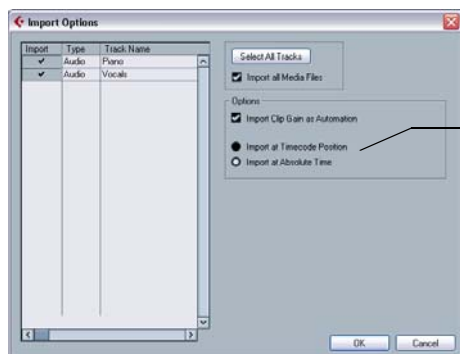 Import Options
Import Type Track Name
Audio Piano
Audio Vocals
Select All Tracks
Import all Media Files
Options
Import Clip Gain as Automation
Import at Timecode Position
Import at Absolute Time
OK Cancel